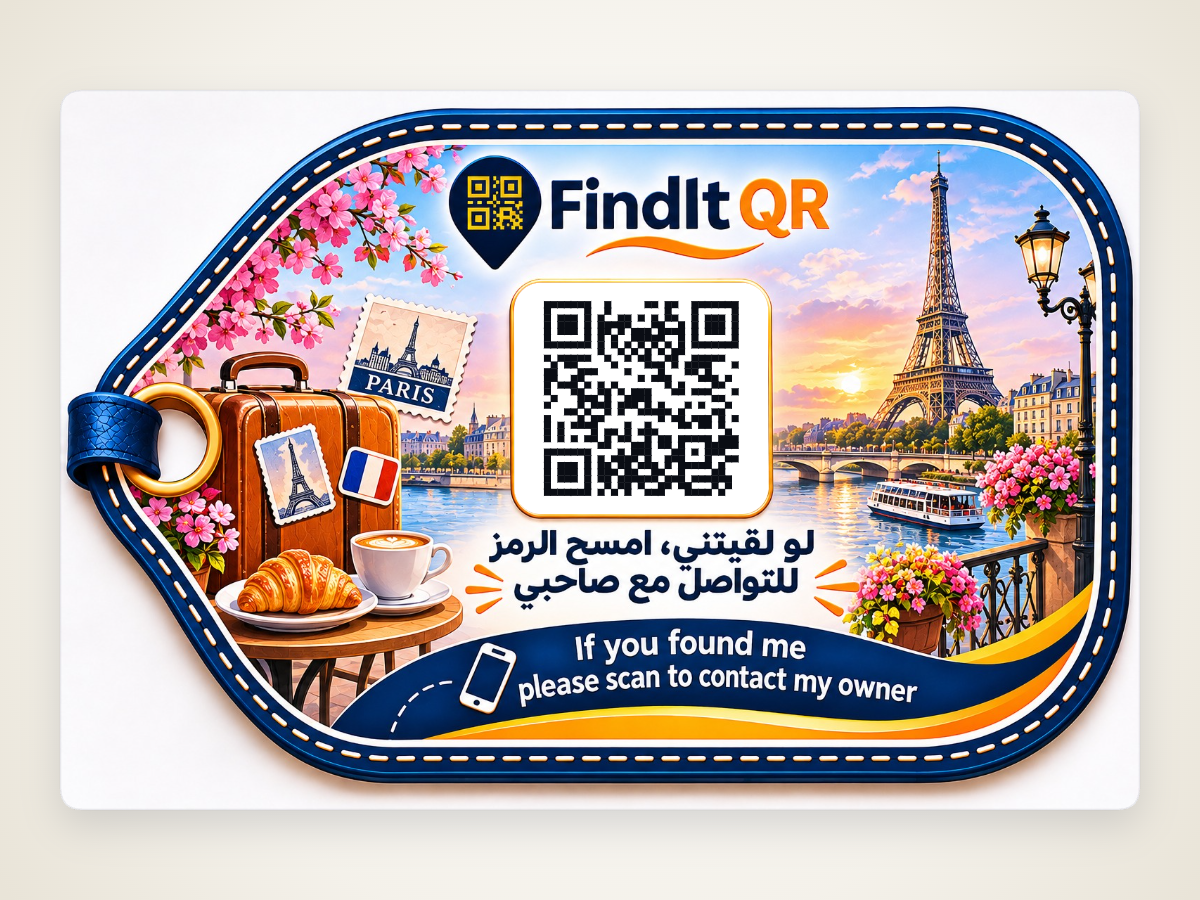 FindIt QR
PARIS
لو لقيتني، امسح الرمز
للتواصل مع صاحبي
If you found me
please scan to contact my owner